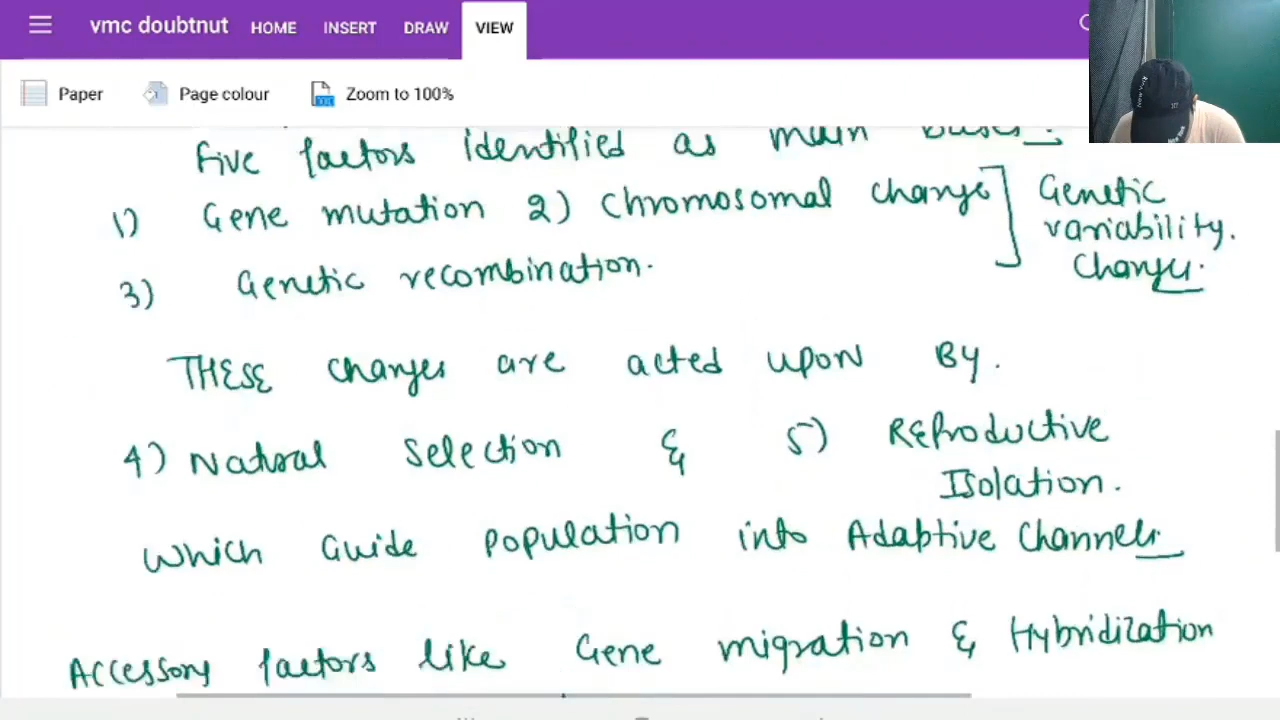 vmc doubtnut HOME INSERT DRAW VIEW
Paper Page colour Zoom to 100%
Five factors identified as main Bases:
1) Gene mutation 2) Chromosomal change Genetic
variability.
3) Genetic recombination. Changes.
THESE changes are acted upon By.
4) Natural Selection & 5) REProductive
Isolation.
Which Guide Population into Adaptive Channels.
Accessory factors like Gene migration & Hybridization